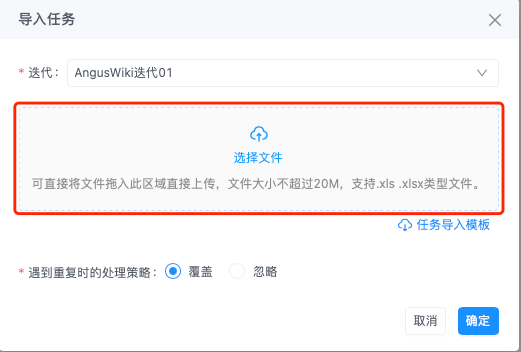 导入任务
* 迭代： AngusWiki迭代01
选择文件
可直接将文件拖入此区域直接上传，文件大小不超过20M，支持.xls .xlsx类型文件。
任务导入模板
* 遇到重复时的处理策略： 覆盖 忽略
取消 确定